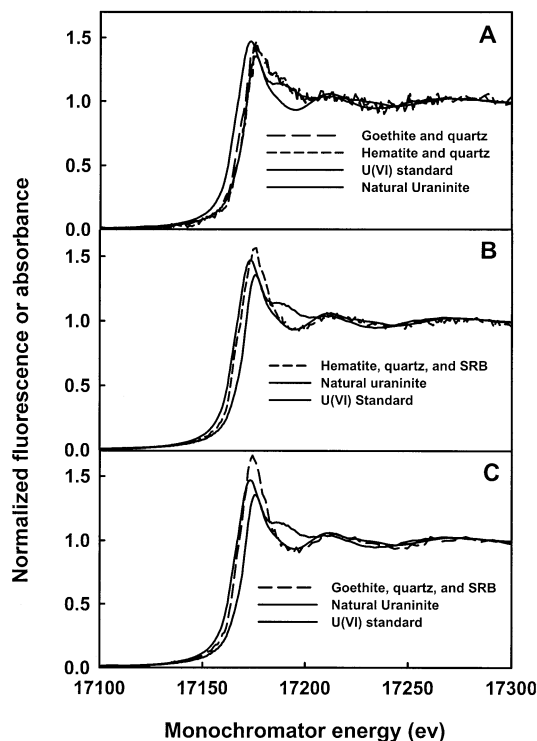 Normalized fluorescence or absorbance
A
1.5
1.0
0.5
0.0
Goethite and quartz
Hematite and quartz
U(VI) standard
Natural Uraninite
B
1.5
1.0
0.5
0.0
Hematite, quartz, and SRB
Natural uraninite
U(VI) Standard
C
1.5
1.0
0.5
0.0
Goethite, quartz, and SRB
Natural Uraninite
U(VI) standard
17100 17150 17200 17250 17300
Monochromator energy (ev)